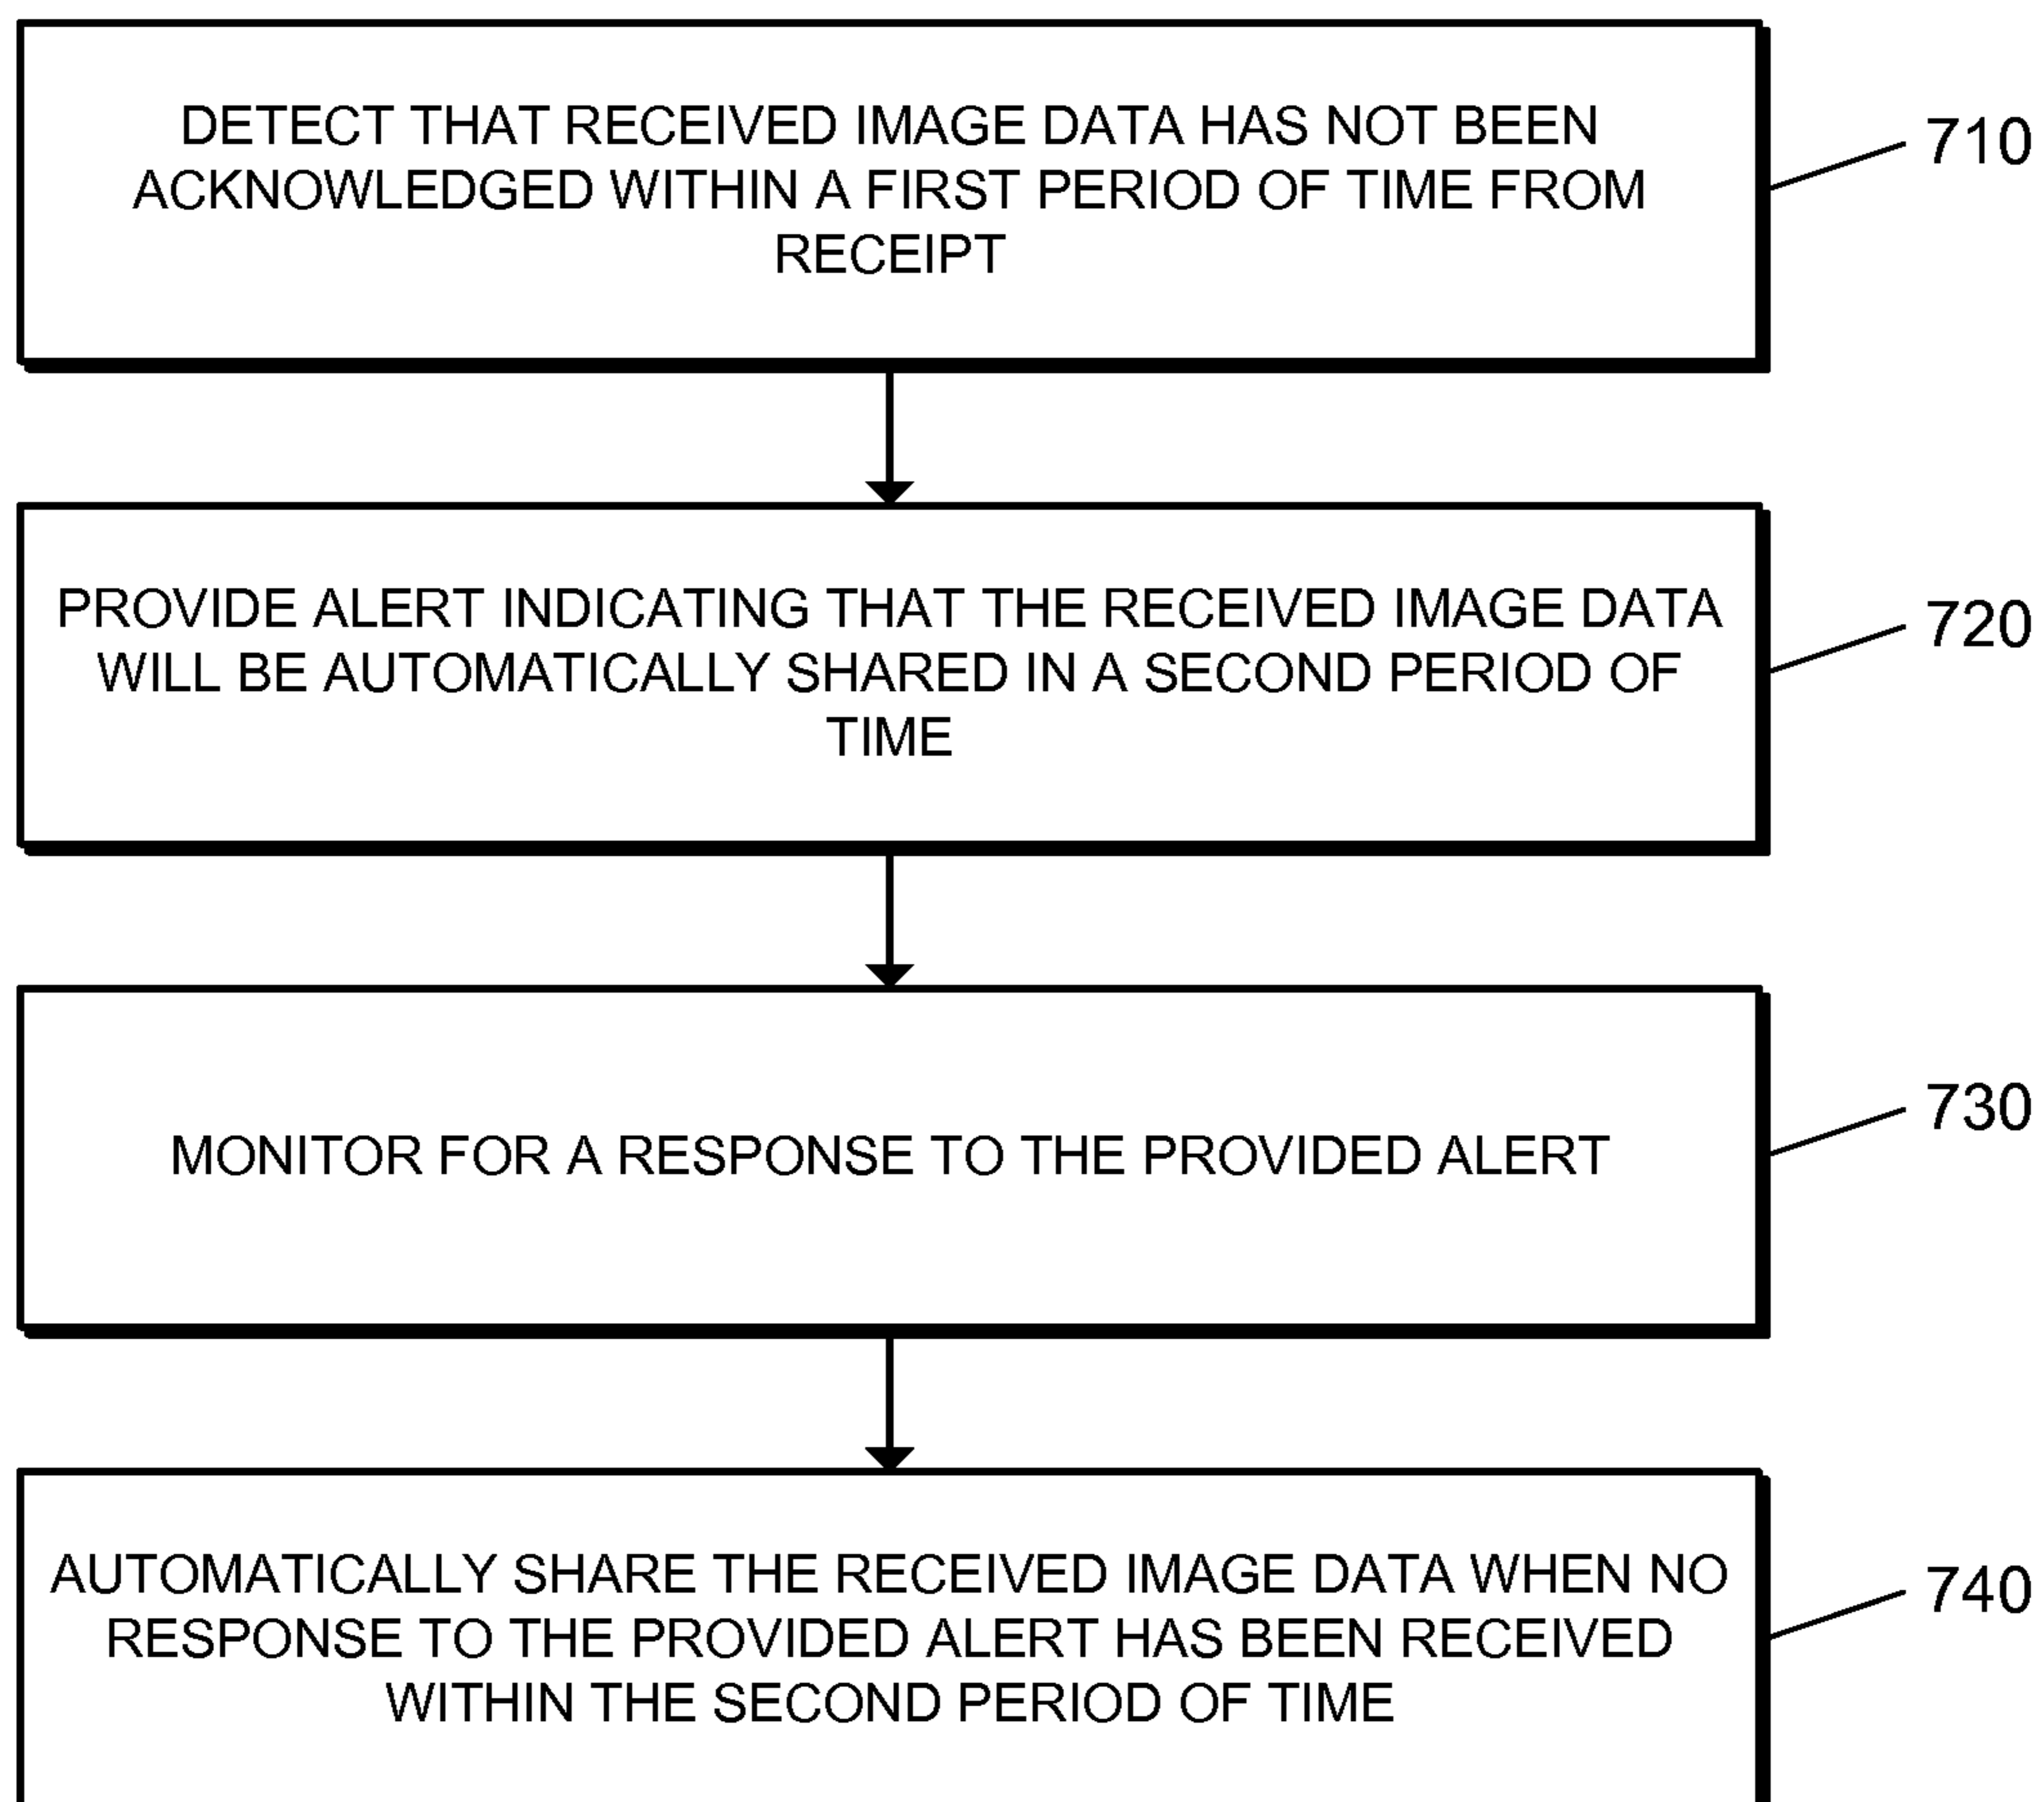 DETECT THAT RECEIVED IMAGE DATA HAS NOT BEEN
ACKNOWLEDGED WITHIN A FIRST PERIOD OF TIME FROM
RECEIPT
710
PROVIDE ALERT INDICATING THAT THE RECEIVED IMAGE DATA
WILL BE AUTOMATICALLY SHARED IN A SECOND PERIOD OF
TIME
720
MONITOR FOR A RESPONSE TO THE PROVIDED ALERT
730
AUTOMATICALLY SHARE THE RECEIVED IMAGE DATA WHEN NO
RESPONSE TO THE PROVIDED ALERT HAS BEEN RECEIVED
WITHIN THE SECOND PERIOD OF TIME
740